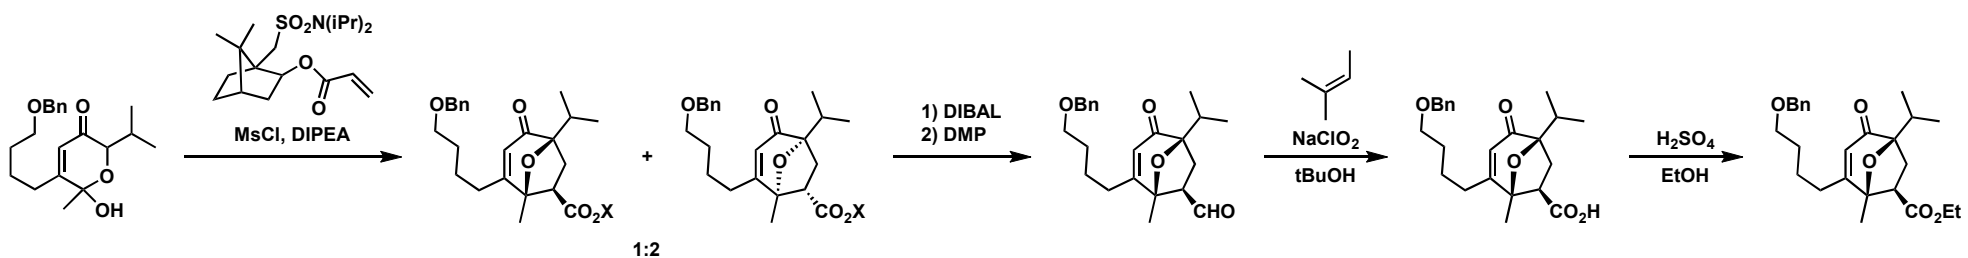 OBn
O
O
OH
SO₂N(iPr)₂
O
O
MsCl, DIPEA
OBn
O
O
CO₂X
+
OBn
O
O
CO₂X
1:2
1) DIBAL
2) DMP
OBn
O
O
CHO
NaClO₂
tBuOH
OBn
O
O
CO₂H
H₂SO₄
EtOH
OBn
O
O
CO₂Et